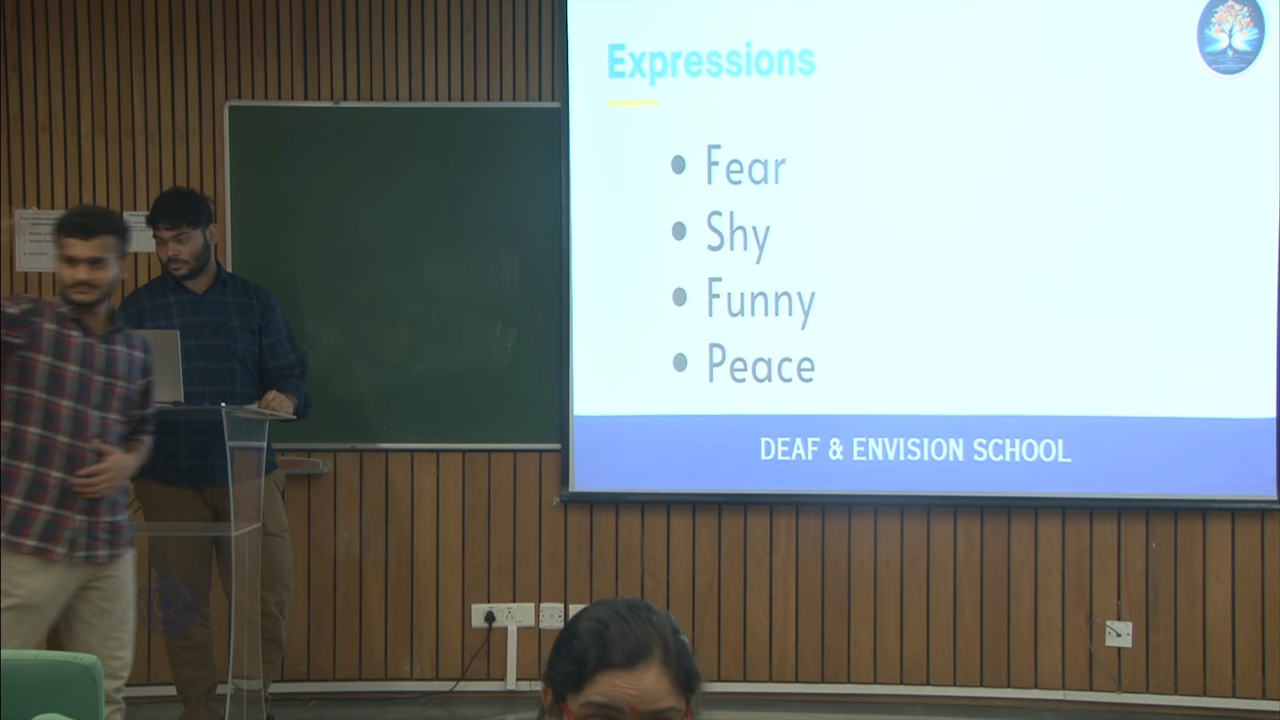 Expressions
• Fear
• Shy
• Funny
• Peace
DEAF & ENVISION SCHOOL